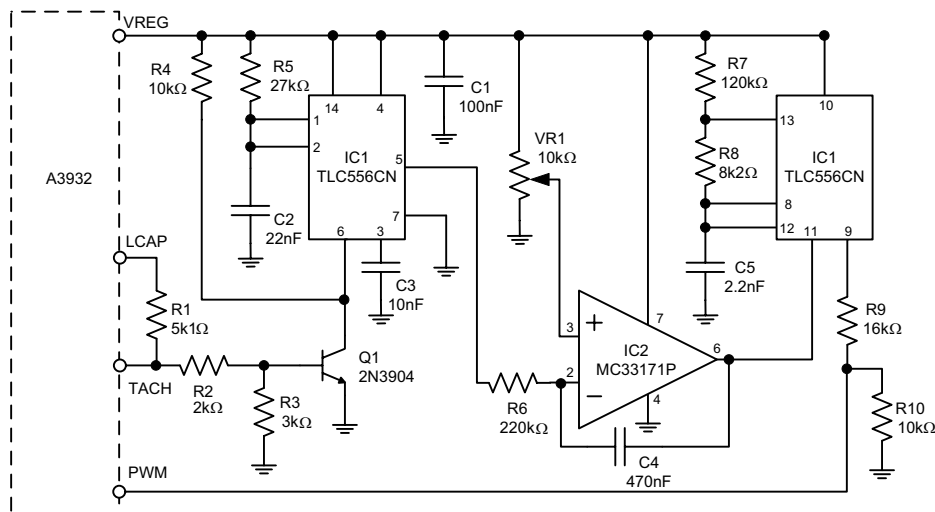 VREG
R4
10kΩ
R5
27kΩ
C1
100nF
R7
120kΩ
14
4
10
1
2
13
IC1
TLC556CN
5
VR1
10kΩ
R8
8k2Ω
IC1
TLC556CN
A3932
7
8
C2
22nF
12
11
9
6
3
LCAP
C3
10nF
C5
2.2nF
R1
5k1Ω
R9
16kΩ
3
+
7
IC2
MC33171P
6
Q1
2N3904
TACH
R2
2kΩ
2
−
4
R3
3kΩ
R6
220kΩ
R10
10kΩ
C4
470nF
PWM